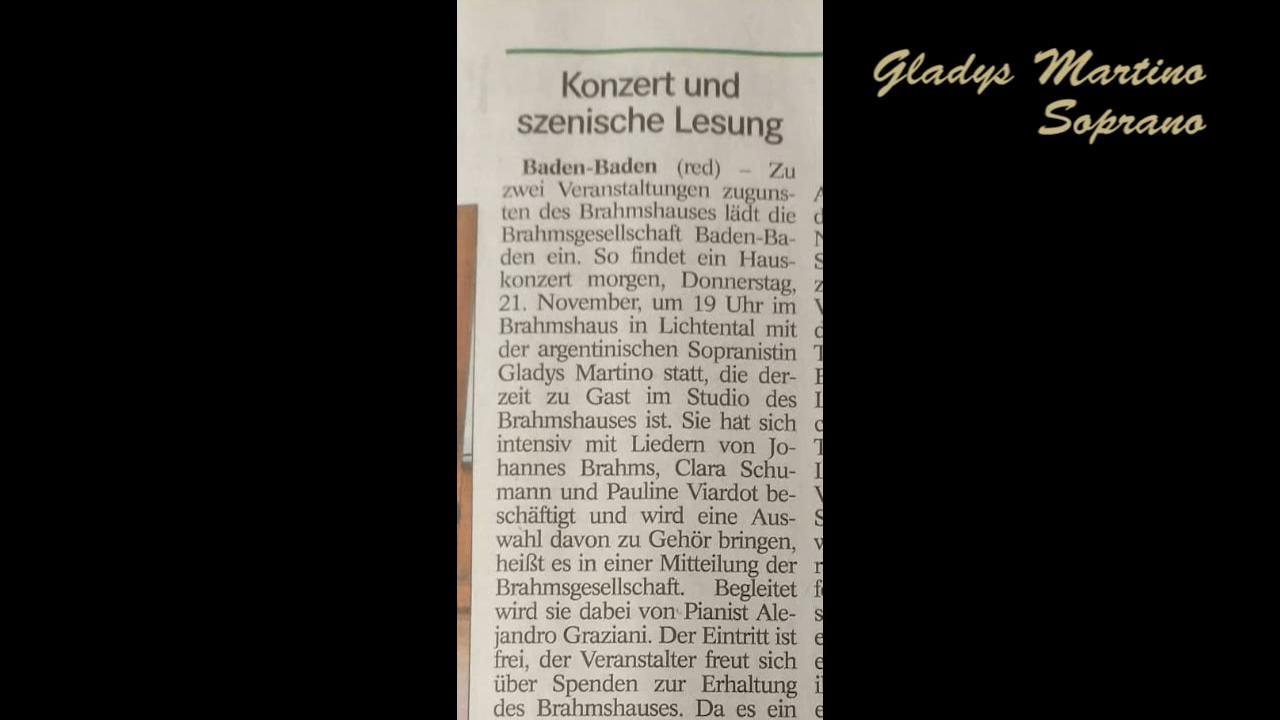 Gladys Martino
Soprano
Konzert und
szenische Lesung
Baden-Baden (red) – Zu
zwei Veranstaltungen zuguns-
ten des Brahmshauses lädt die
Brahmsgesellschaft Baden-Ba-
den ein. So findet ein Haus-
konzert morgen, Donnerstag,
21. November, um 19 Uhr im
Brahmshaus in Lichtental mit
der argentinischen Sopranistin
Gladys Martino statt, die der-
zeit zu Gast im Studio des
Brahmshauses ist. Sie hat sich
intensiv mit Liedern von Jo-
hannes Brahms, Clara Schu-
mann und Pauline Viardot be-
schäftigt und wird eine Aus-
wahl davon zu Gehör bringen,
heißt es in einer Mitteilung der
Brahmsgesellschaft. Begleitet
wird sie dabei von Pianist Ale-
jandro Graziani. Der Eintritt ist
frei, der Veranstalter freut sich
über Spenden zur Erhaltung
des Brahmshauses. Da es ein